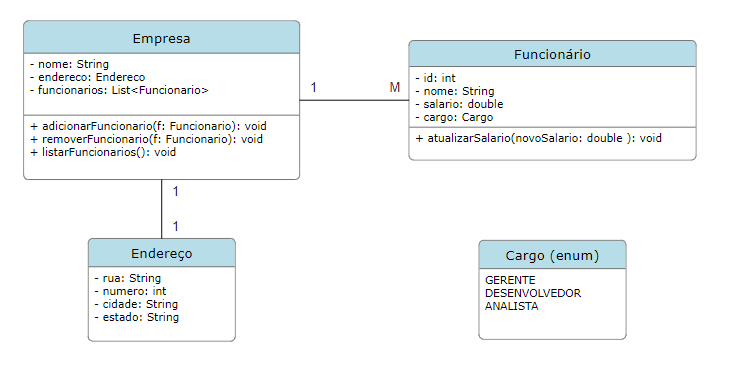 Empresa
- nome: String
- endereco: Endereco
- funcionarios: List<Funcionario>
+ adicionarFuncionario(f: Funcionario): void
+ removerFuncionario(f: Funcionario): void
+ listarFuncionarios(): void
1
M
Funcionário
- id: int
- nome: String
- salario: double
- cargo: Cargo
+ atualizarSalario(novoSalario: double ): void
1
1
Endereço
- rua: String
- numero: int
- cidade: String
- estado: String
Cargo (enum)
GERENTE
DESENVOLVEDOR
ANALISTA